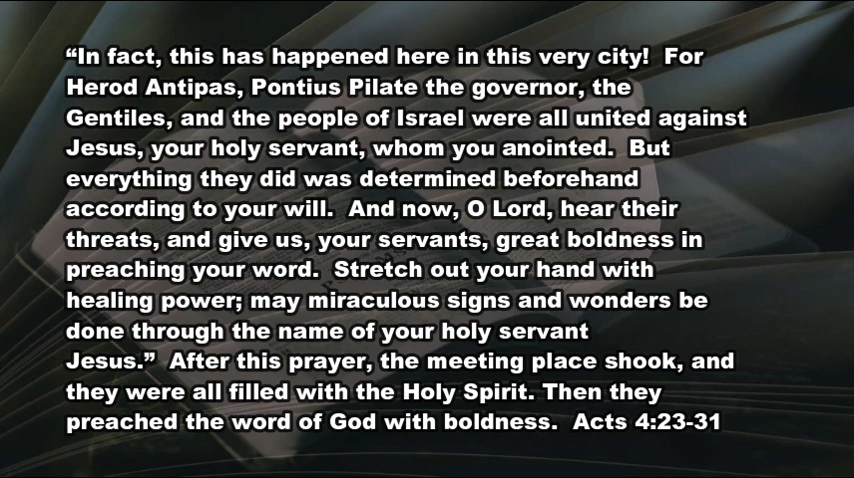 “In fact, this has happened here in this very city!  For
Herod Antipas, Pontius Pilate the governor, the
Gentiles, and the people of Israel were all united against
Jesus, your holy servant, whom you anointed.  But
everything they did was determined beforehand
according to your will.  And now, O Lord, hear their
threats, and give us, your servants, great boldness in
preaching your word.  Stretch out your hand with
healing power; may miraculous signs and wonders be
done through the name of your holy servant
Jesus.”  After this prayer, the meeting place shook, and
they were all filled with the Holy Spirit. Then they
preached the word of God with boldness.  Acts 4:23-31